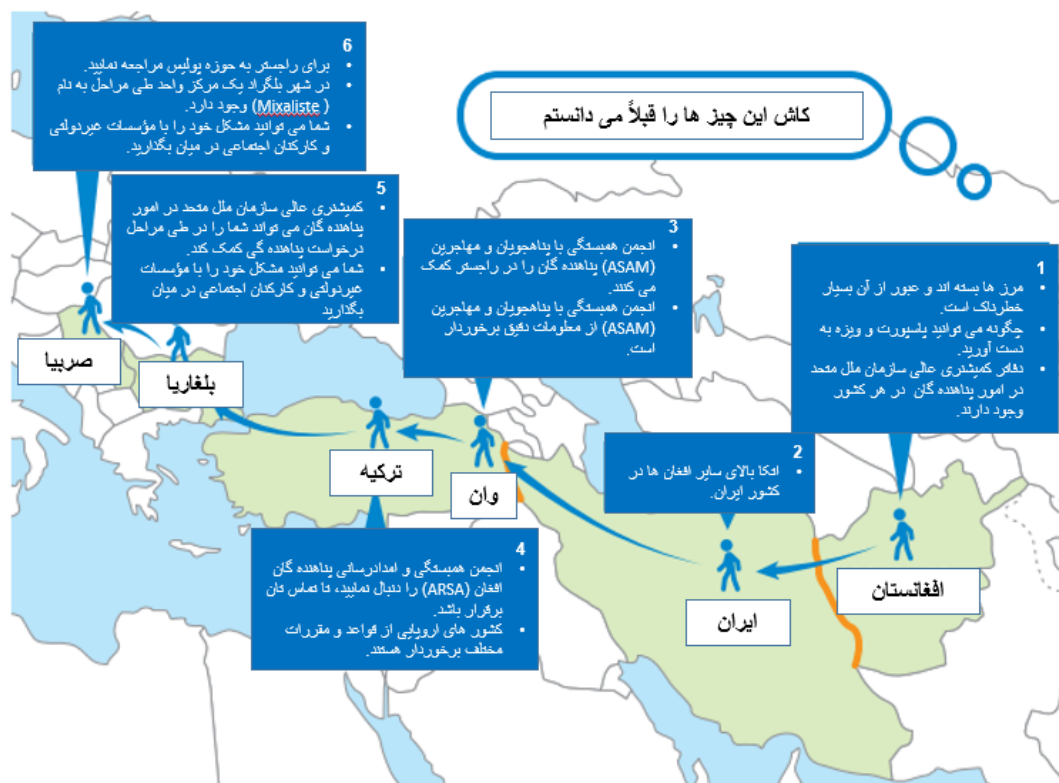 کاش این چیز ها را قبلاً می دانستم
1
• مرز ها بسته اند و عبور از آن بسیار
خطرناک است.
• چگونه می توانید پاسپورت و ویزه به
دست آورید.
• دفاتر کمیشنری عالی سازمان ملل متحد
در امور پناهنده گان در هر کشور
وجود دارند.
افغانستان
2
• اتکا بالای سایر افغان ها در
کشور ایران.
ایران
3
• انجمن همبستگی با پناهجویان و مهاجرین
(ASAM) پناهنده گان را در راجستر کمک
می کنند.
• انجمن همبستگی با پناهجویان و مهاجرین
(ASAM) از معلومات دقیق برخوردار
است.
وان
4
• انجمن همبستگی و امدادرسانی پناهنده گان
افغان (ARSA) را دنبال نمایید، تا تماس تان
برقرار باشد.
• کشور های اروپایی از قواعد و مقررات
مختلف برخوردار هستند.
ترکیه
5
• کمیشنری عالی سازمان ملل متحد در امور
پناهنده گان می تواند شما را در طی مراحل
درخواست پناهنده گی کمک کند.
• شما می توانید مشکل خود را با مؤسسات
غیردولتی و کارکنان اجتماعی در میان
بگذارید
بلغاریا
6
• برای راجستر به حوزه پولیس مراجعه نمایید.
• در شهر بلگراد یک مرکز واحد طی مراحل به نام
(Mixaliste) وجود دارد.
• شما می توانید مشکل خود را با مؤسسات غیردولتی
و کارکنان اجتماعی در میان بگذارید.
صربیا